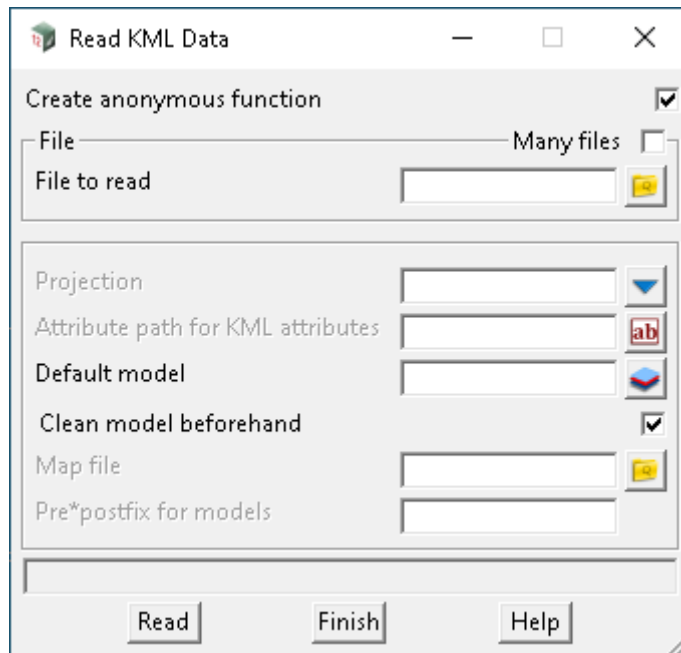 Read KML Data
Create anonymous function
File Many files
File to read
Projection
Attribute path for KML attributes
ab
Default model
Clean model beforehand
Map file
Pre*postfix for models
Read Finish Help